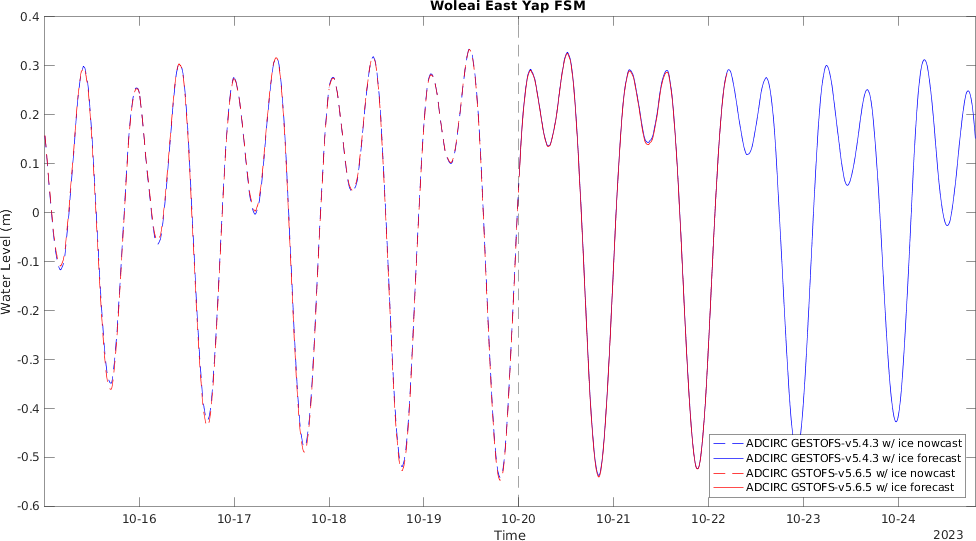 Woleai East Yap FSM
0.4
0.3
0.2
0.1
0
-0.1
-0.2
-0.3
-0.4
-0.5
-0.6
Water Level (m)
ADCIRC GESTOFS-v5.4.3 w/ ice nowcast
ADCIRC GESTOFS-v5.4.3 w/ ice forecast
ADCIRC GSTOFS-v5.6.5 w/ ice nowcast
ADCIRC GSTOFS-v5.6.5 w/ ice forecast
10-16 10-17 10-18 10-19 10-20 10-21 10-22 10-23 10-24
Time
2023